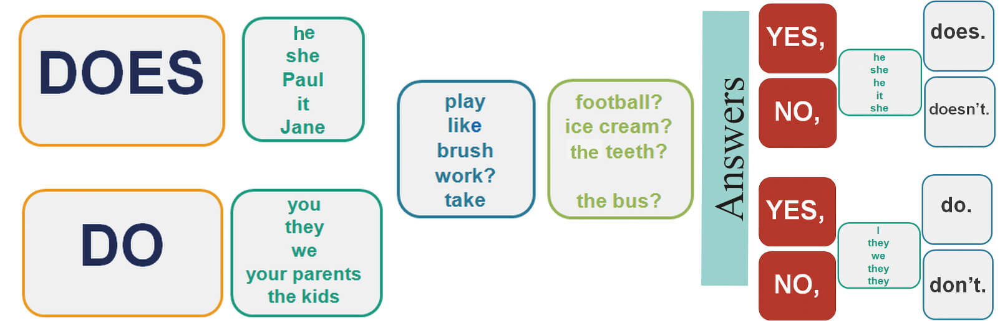 DOES
he
she
Paul
it
Jane
DO
you
they
we
your parents
the kids
play
like
brush
work?
take
football?
ice cream?
the teeth?
the bus?
Answers
YES,
NO,
he
she
he
it
she
does.
doesn't.
YES,
NO,
I
they
we
they
they
do.
don't.